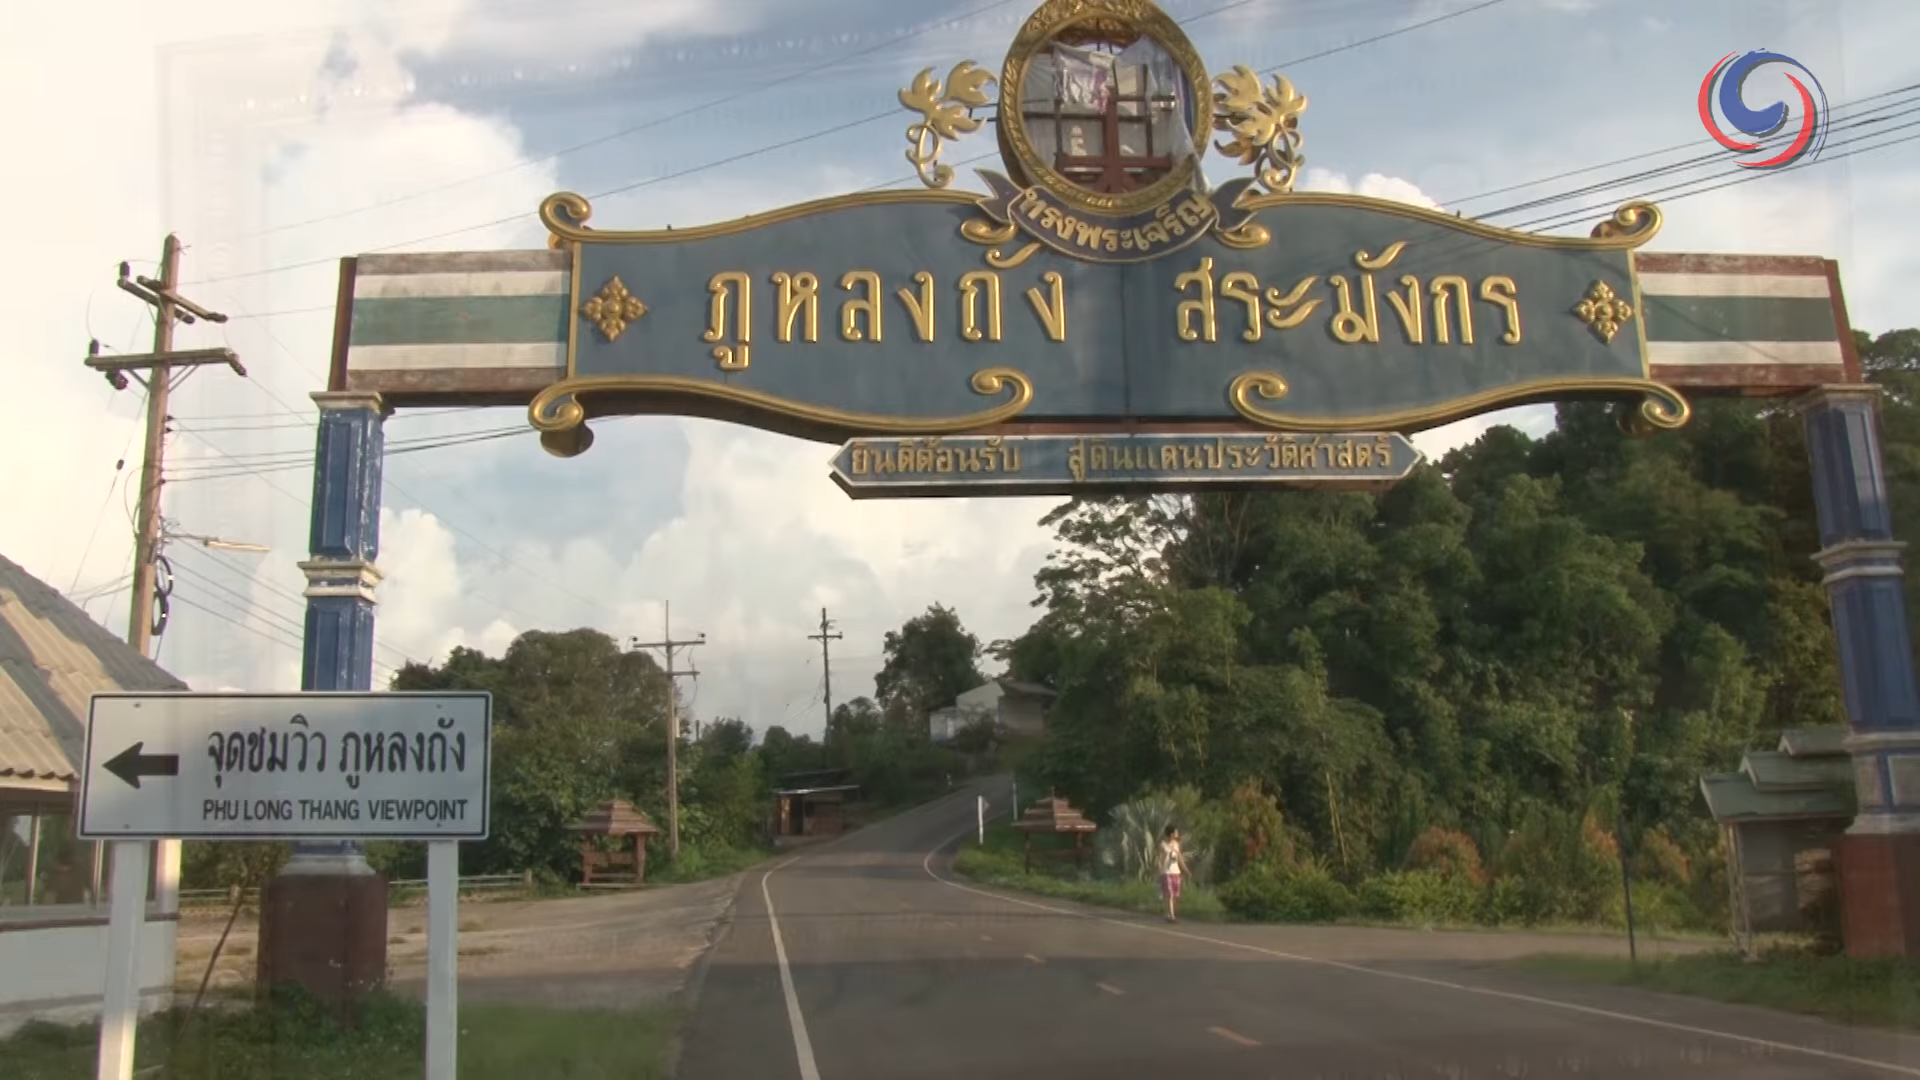 ทรงพระเจริญ
ภูหลงถัง สระมังกร
ยินดีต้อนรับ สู่ดินแดนประวัติศาสตร์
จุดชมวิว ภูหลงถัง
PHU LONG THANG VIEWPOINT